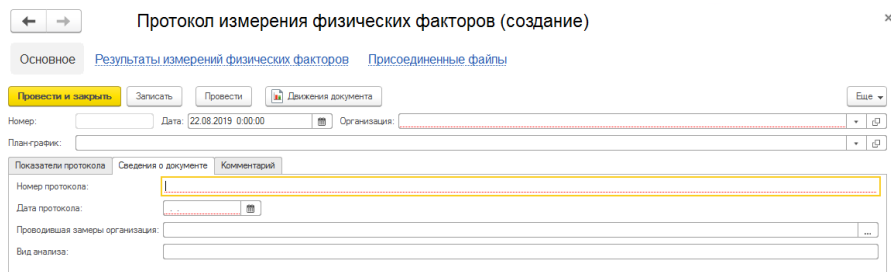 Протокол измерения физических факторов (создание)
Основное Результаты измерений физических факторов Присоединенные файлы
Провести и закрыть Записать Провести Движения документа Еще
Номер: Дата: 22.08.2019 0:00:00 Организация:
План-график:
Показатели протокола Сведения о документе Комментарий
Номер протокола:
Дата протокола: . .
Проводившая замеры организация: ...
Вид анализа: